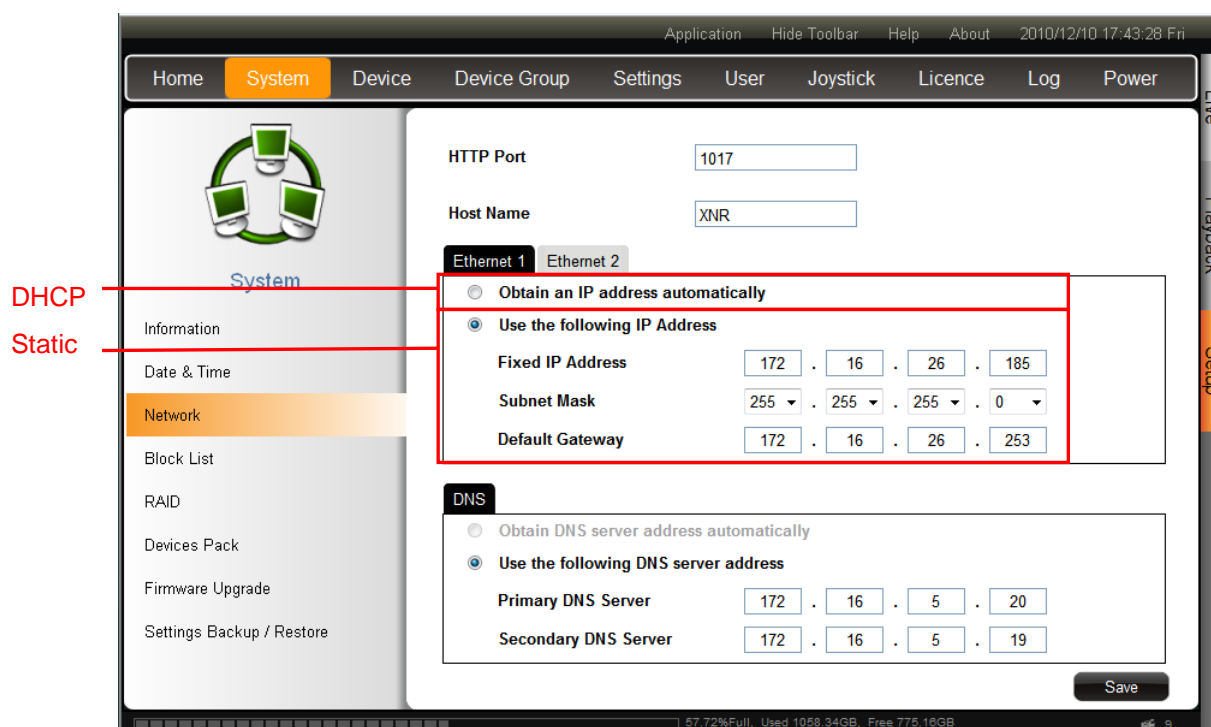 Application Hide Toolbar Help About 2010/12/10 17:43:28 Fri
Home System Device Device Group Settings User Joystick Licence Log Power
Live
Playback
Setup
System
Information
Date & Time
Network
Block List
RAID
Devices Pack
Firmware Upgrade
Settings Backup / Restore
DHCP
Static
HTTP Port 1017
Host Name XNR
Ethernet 1 Ethernet 2
Obtain an IP address automatically
Use the following IP Address
Fixed IP Address 172 . 16 . 26 . 185
Subnet Mask 255 . 255 . 255 . 0
Default Gateway 172 . 16 . 26 . 253
DNS
Obtain DNS server address automatically
Use the following DNS server address
Primary DNS Server 172 . 16 . 5 . 20
Secondary DNS Server 172 . 16 . 5 . 19
Save
57.72%Full, Used 1058.34GB, Free 775.16GB 9